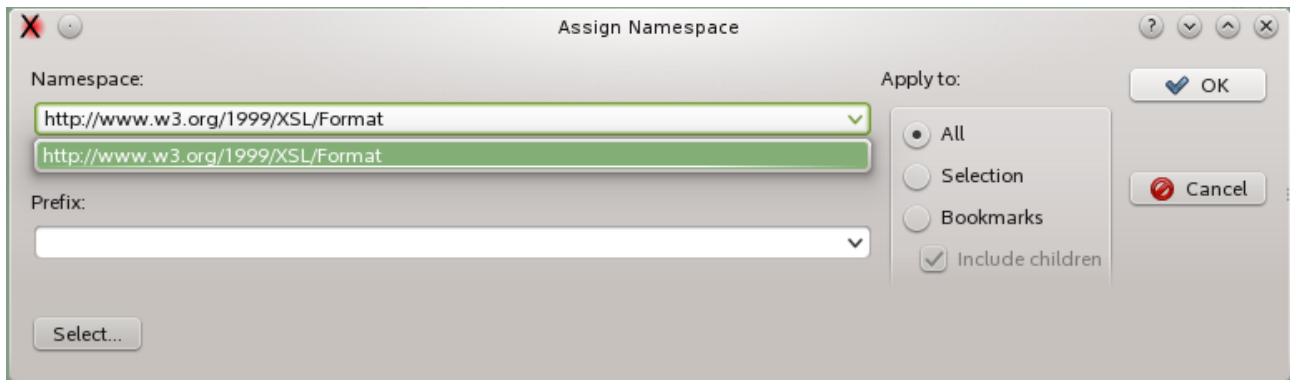 Assign Namespace
Namespace:
http://www.w3.org/1999/XSL/Format
http://www.w3.org/1999/XSL/Format
Prefix:
Select...
Apply to:
All
Selection
Bookmarks
Include children
OK
Cancel